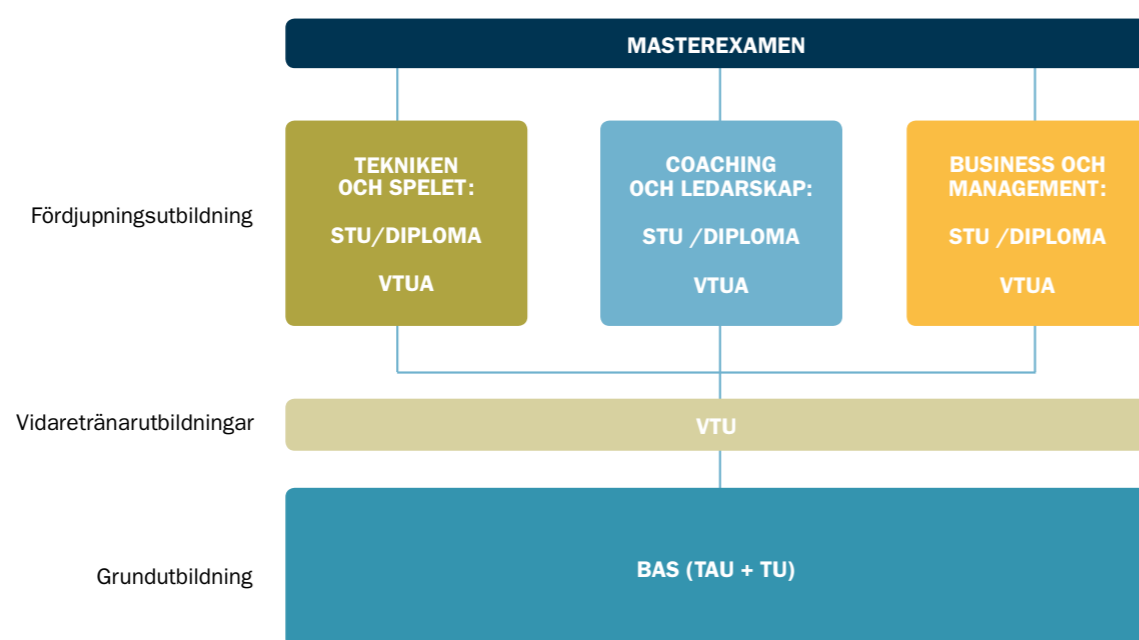 MASTEREXAMEN
Fördjupningsutbildning
TEKNIKEN
OCH SPELET:
STU/DIPLOMA
VTUA
COACHING
OCH LEDARSKAP:
STU /DIPLOMA
VTUA
BUSINESS OCH
MANAGEMENT:
STU /DIPLOMA
VTUA
Vidaretränarutbildningar
VTU
Grundutbildning
BAS (TAU + TU)